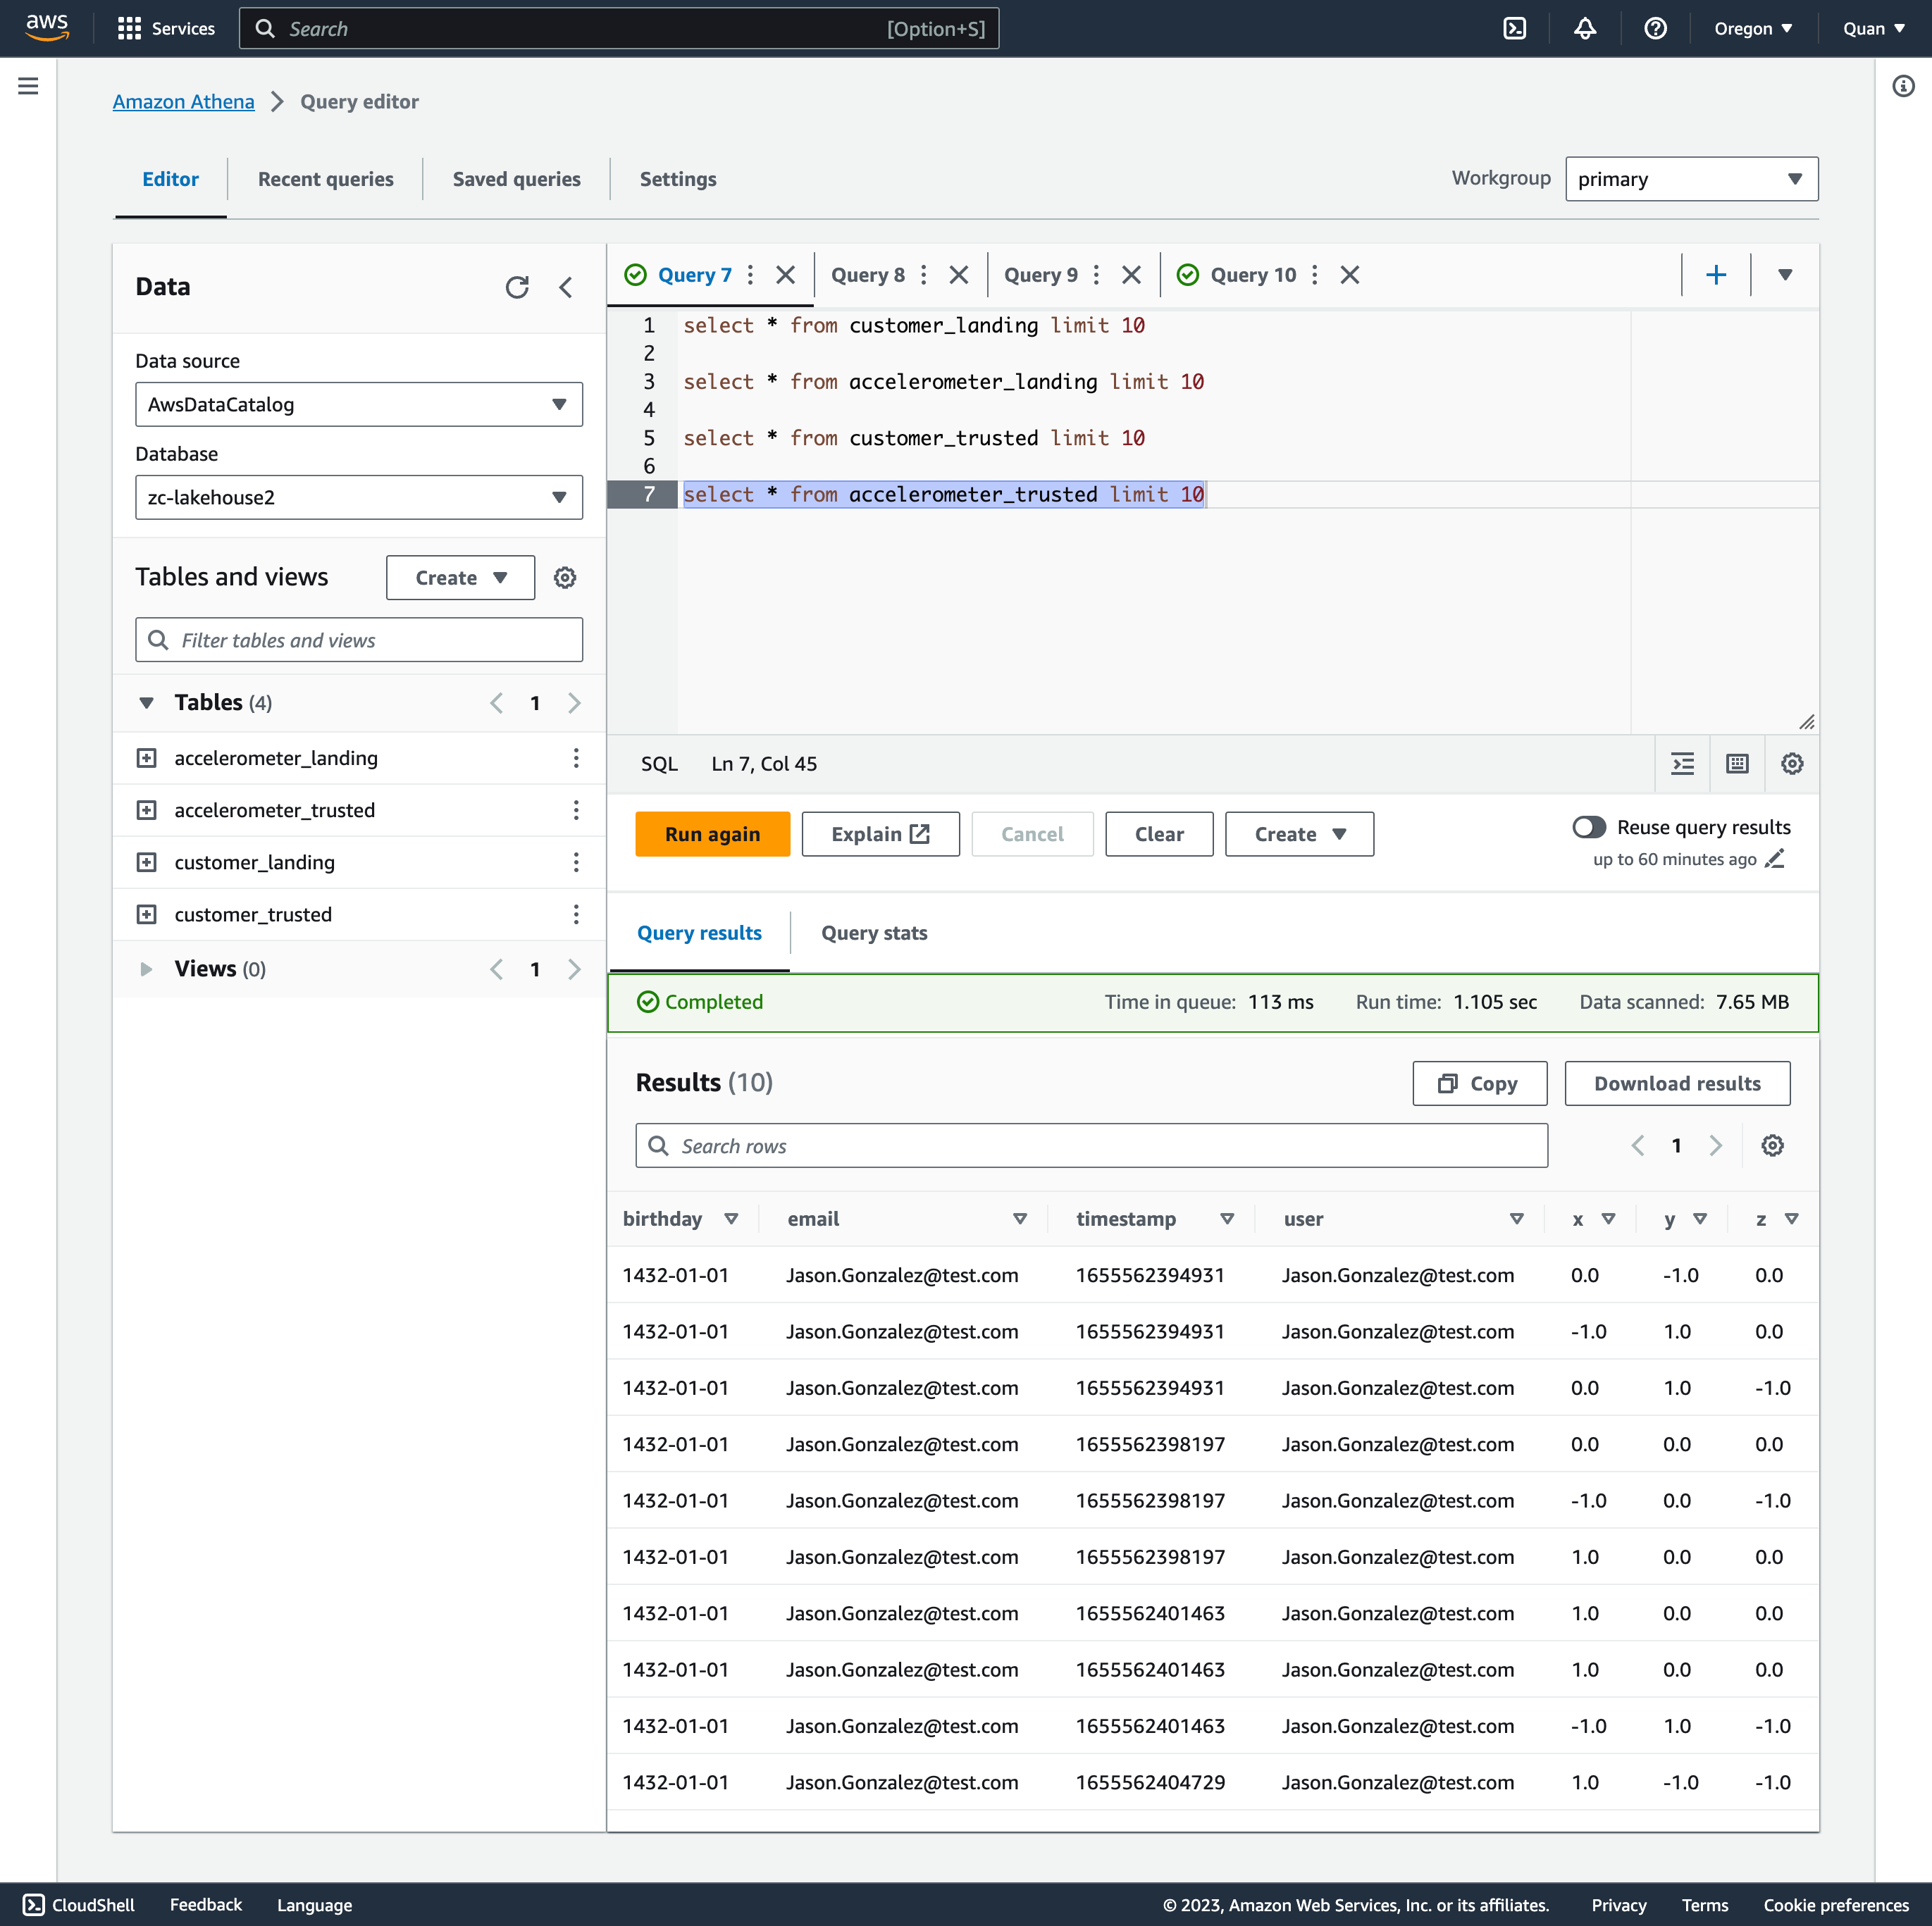 aws Services Search [Option+S] Oregon Quan
Amazon Athena Query editor
Editor Recent queries Saved queries Settings Workgroup primary
Data
Data source
AwsDataCatalog
Database
zc-lakehouse2
Tables and views Create
Filter tables and views
Tables (4) 1
accelerometer_landing
accelerometer_trusted
customer_landing
customer_trusted
Views (0) 1
Query 7 Query 8 Query 9 Query 10
1 select * from customer_landing limit 10
2
3 select * from accelerometer_landing limit 10
4
5 select * from customer_trusted limit 10
6
7 select * from accelerometer_trusted limit 10
SQL Ln 7, Col 45
Run again Explain Cancel Clear Create Reuse query results
up to 60 minutes ago
Query results Query stats
Completed Time in queue: 113 ms Run time: 1.105 sec Data scanned: 7.65 MB
Results (10) Copy Download results
Search rows 1
birthday email timestamp user x y z
1432-01-01 Jason.Gonzalez@test.com 1655562394931 Jason.Gonzalez@test.com 0.0 -1.0 0.0
1432-01-01 Jason.Gonzalez@test.com 1655562394931 Jason.Gonzalez@test.com -1.0 1.0 0.0
1432-01-01 Jason.Gonzalez@test.com 1655562394931 Jason.Gonzalez@test.com 0.0 1.0 -1.0
1432-01-01 Jason.Gonzalez@test.com 1655562398197 Jason.Gonzalez@test.com 0.0 0.0 0.0
1432-01-01 Jason.Gonzalez@test.com 1655562398197 Jason.Gonzalez@test.com -1.0 0.0 -1.0
1432-01-01 Jason.Gonzalez@test.com 1655562398197 Jason.Gonzalez@test.com 1.0 0.0 0.0
1432-01-01 Jason.Gonzalez@test.com 1655562401463 Jason.Gonzalez@test.com 1.0 0.0 0.0
1432-01-01 Jason.Gonzalez@test.com 1655562401463 Jason.Gonzalez@test.com 1.0 0.0 0.0
1432-01-01 Jason.Gonzalez@test.com 1655562401463 Jason.Gonzalez@test.com -1.0 1.0 -1.0
1432-01-01 Jason.Gonzalez@test.com 1655562404729 Jason.Gonzalez@test.com 1.0 -1.0 -1.0
CloudShell Feedback Language © 2023, Amazon Web Services, Inc. or its affiliates. Privacy Terms Cookie preferences